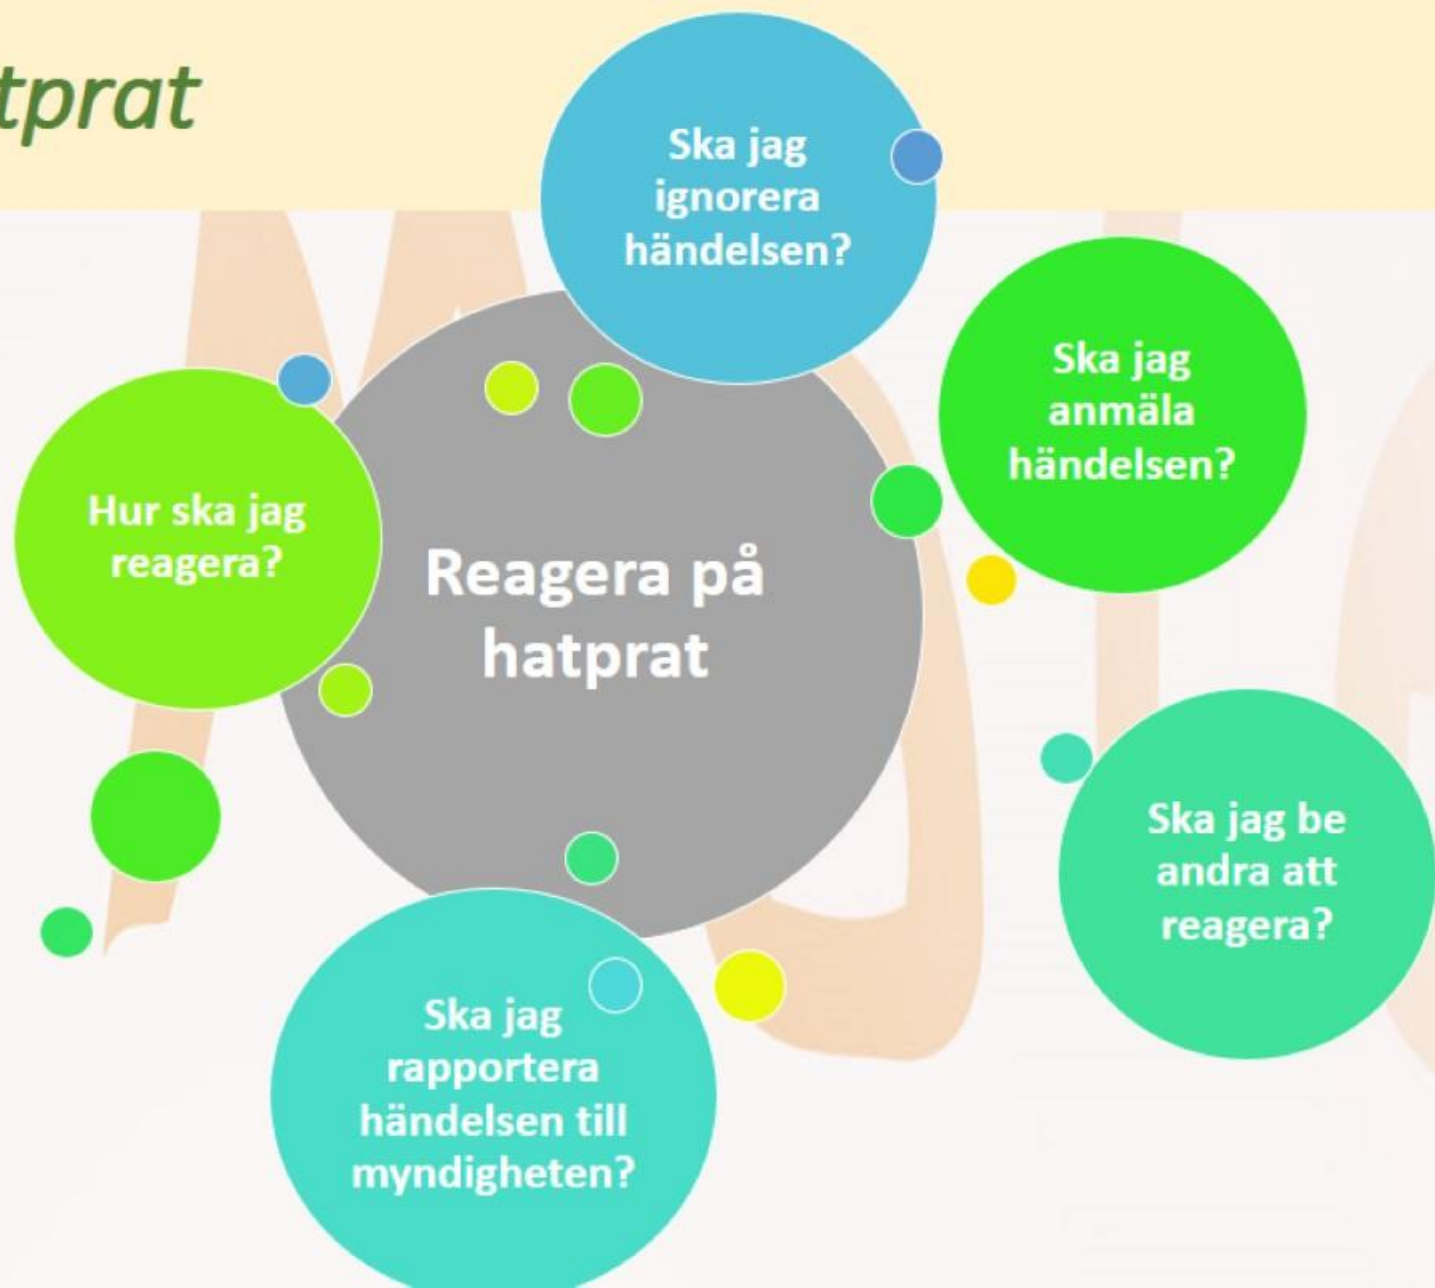 tprat
Ska jag
ignorera
händelsen?
Ska jag
anmäla
händelsen?
Hur ska jag
reagera?
Reagera på
hatprat
Ska jag be
andra att
reagera?
Ska jag
rapportera
händelsen till
myndigheten?